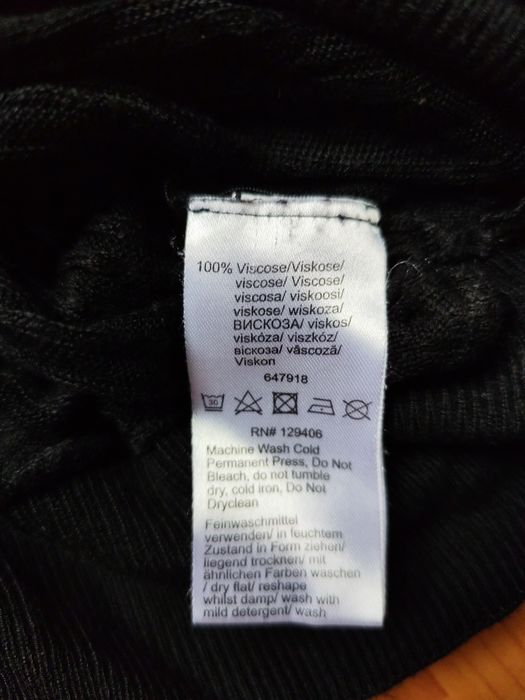 100% Viscose/Viskose/
viscose/ Viscose/
viscosa/ viskoosi/
viskose/ wiskoza/
ВИСКОЗА/ viskos/
viskóza/ viszkóz/
віскоза/ vâscoză/
Viskon
647918
30
RN# 129406
Machine Wash Cold
Permanent Press, Do Not
Bleach, do not tumble
dry, cold iron, Do Not
Dryclean
Feinwaschmittel
verwenden/ in feuchtem
Zustand in Form ziehen/
liegend trocknen/ mit
ähnlichen Farben waschen
/ dry flat/ reshape
whilst damp/ wash with
mild detergent/ wash